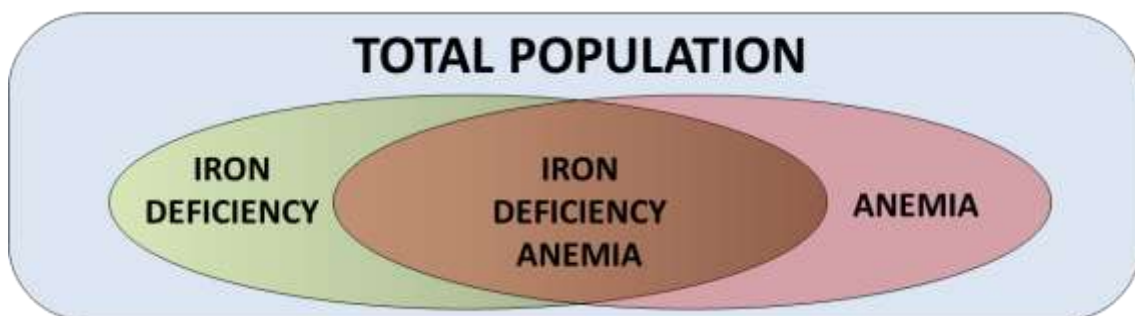 TOTAL POPULATION
IRON
DEFICIENCY
IRON
DEFICIENCY
ANEMIA
ANEMIA